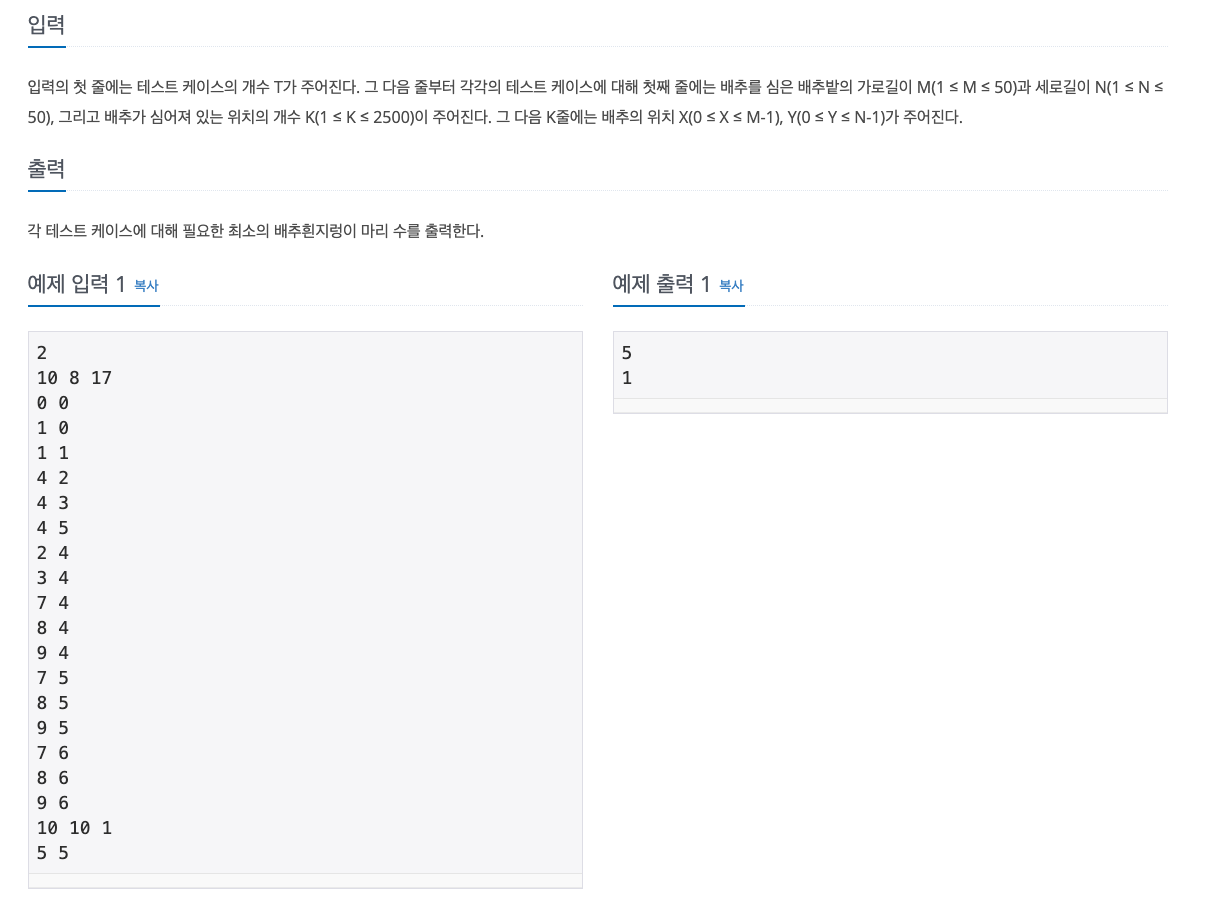 입력
입력의 첫 줄에는 테스트 케이스의 개수 T가 주어진다. 그 다음 줄부터 각각의 테스트 케이스에 대해 첫째 줄에는 배추를 심은 배추밭의 가로길이 M(1 ≤ M ≤ 50)과 세로길이 N(1 ≤ N ≤
50), 그리고 배추가 심어져 있는 위치의 개수 K(1 ≤ K ≤ 2500)이 주어진다. 그 다음 K줄에는 배추의 위치 X(0 ≤ X ≤ M-1), Y(0 ≤ Y ≤ N-1)가 주어진다.
출력
각 테스트 케이스에 대해 필요한 최소의 배추흰지렁이 마리 수를 출력한다.
예제 입력 1 복사
2
10 8 17
0 0
1 0
1 1
4 2
4 3
4 5
2 4
3 4
7 4
8 4
9 4
7 5
8 5
9 5
7 6
8 6
9 6
10 10 1
5 5
예제 출력 1 복사
5
1